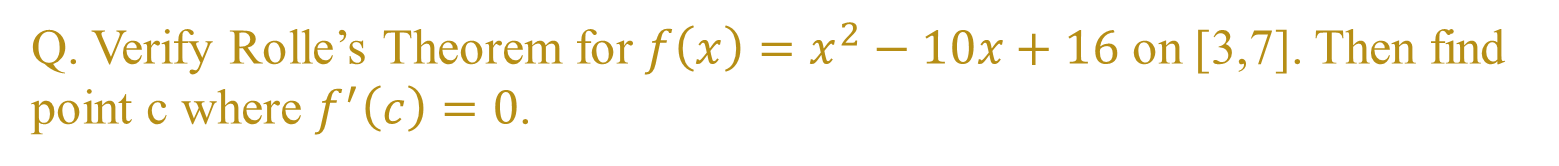 Q. Verify Rolle’s Theorem for 𝑓(𝑥) = 𝑥² − 10𝑥 + 16 on [3,7]. Then find
point c where 𝑓′(𝑐) = 0.